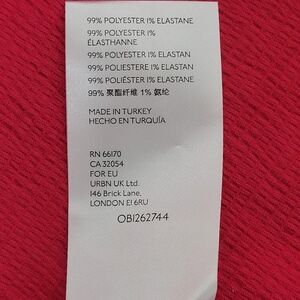 99% POLYESTER 1% ELASTANE
99% POLYESTER 1%
ÉLASTHANNE
99% POLYESTER 1% ELASTAN
99% POLIESTERE 1% ELASTAN
99% POLIÉSTER 1% ELASTANE
99% 聚酯纤维 1% 氨纶
MADE IN TURKEY
HECHO EN TURQUÍA
RN 66170
CA 32054
FOR EU
URBN UK Ltd.
146 Brick Lane,
LONDON E1 6RU
OB1262744